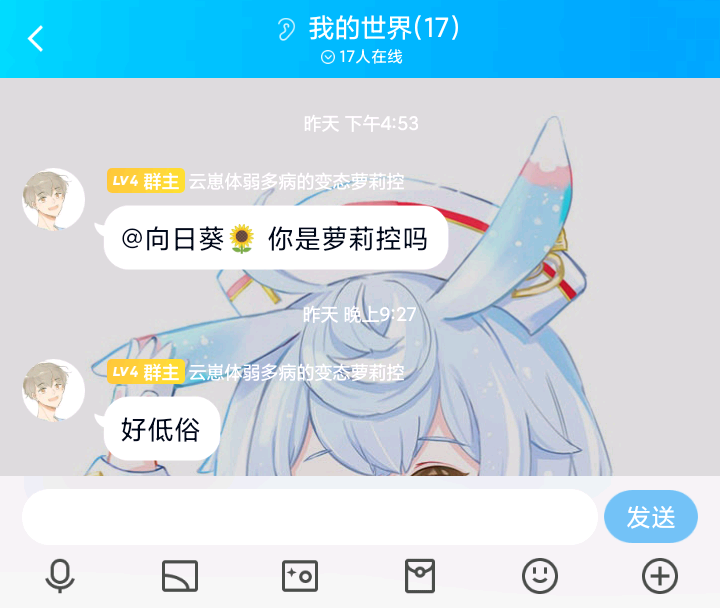 我的世界(17)
17人在线
昨天 下午4:53
LV4 群主 云崽体弱多病的变态萝莉控
@向日葵🌻 你是萝莉控吗
昨天 晚上9:27
LV4 群主 云崽体弱多病的变态萝莉控
好低俗
发送